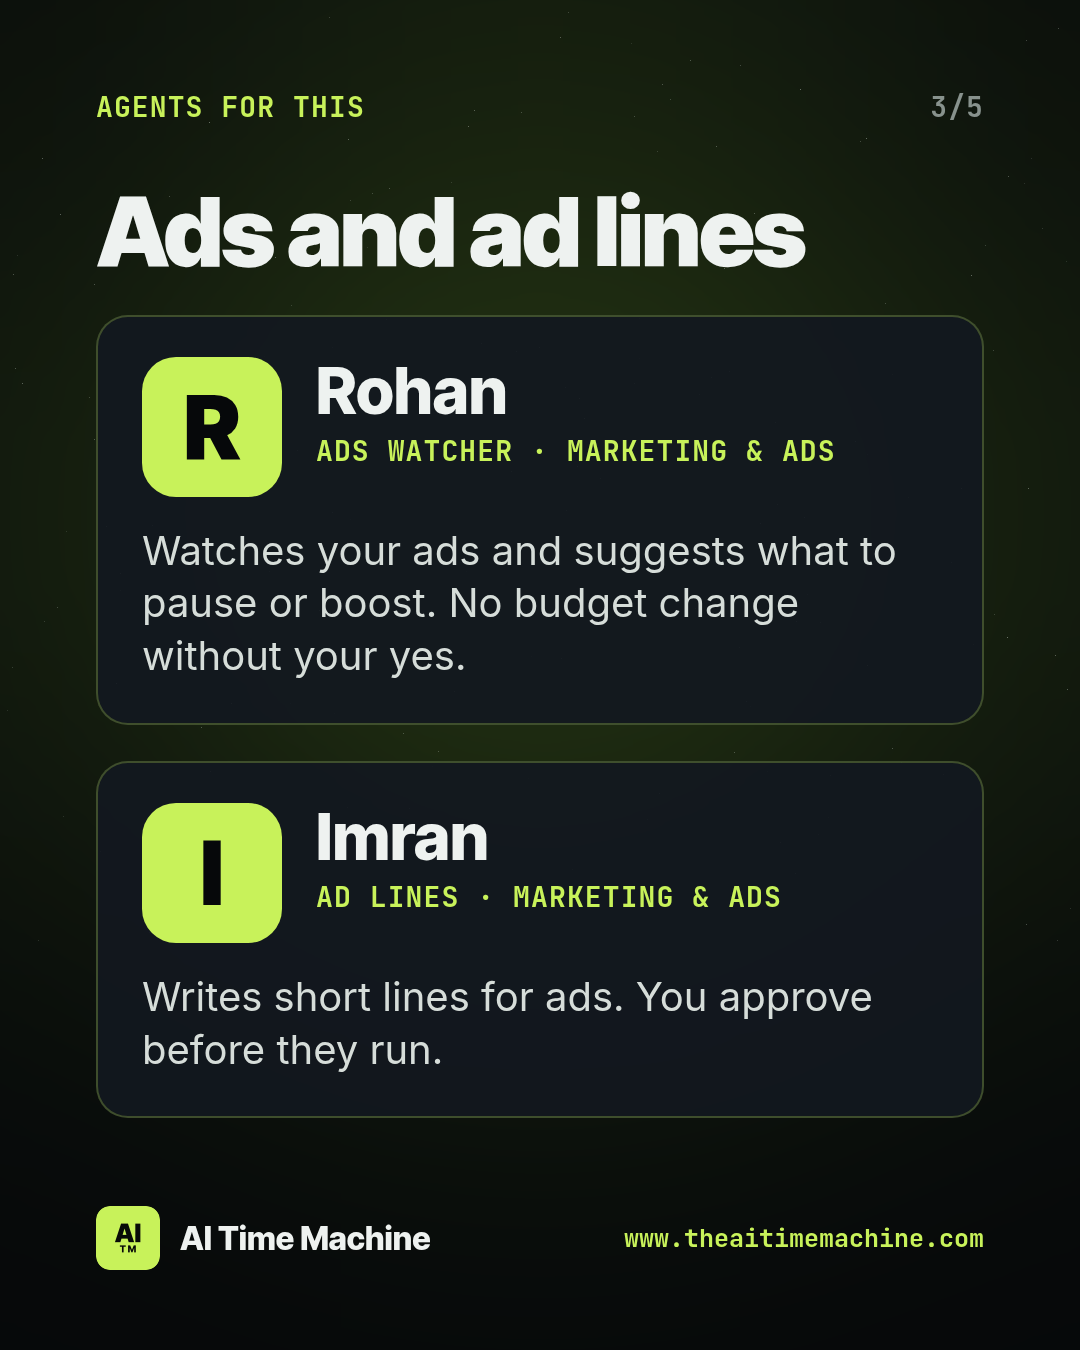 AGENTS FOR THIS
3/5
Ads and ad lines
R
Rohan
ADS WATCHER · MARKETING & ADS
Watches your ads and suggests what to
pause or boost. No budget change
without your yes.
I
Imran
AD LINES · MARKETING & ADS
Writes short lines for ads. You approve
before they run.
AI
TM
AI Time Machine
www.theaitimemachine.com